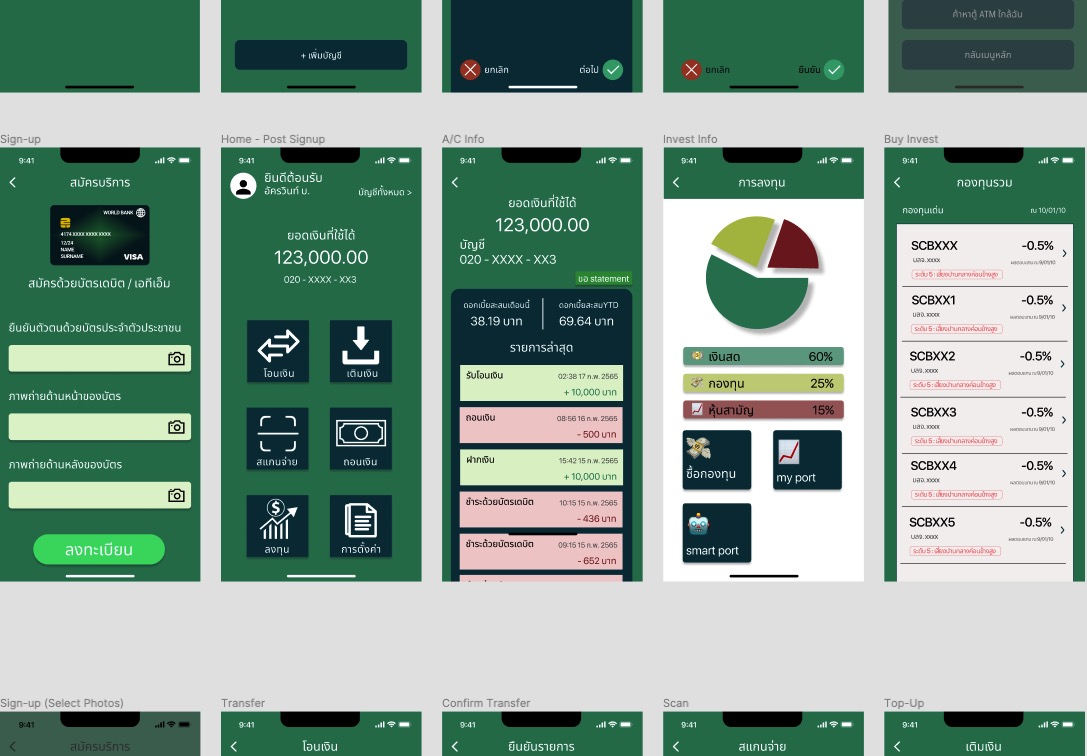 ค้าหาตู้ ATM ใกล้ฉัน
+ เพิ่มบัญชี
กลับเมนูหลัก
ยกเลิก
ต่อไป
ยกเลิก
ยืนยัน
Sign-up
9:41
สมัครบริการ
WORLD BANK
4174 XXXX XXXX XXXX
12/24
NAME
SURNAME
VISA
สมัครด้วยบัตรเดบิต / เอทีเอ็ม
ยืนยันตัวตนด้วยบัตรประจำตัวประชาชน
ภาพถ่ายด้านหน้าของบัตร
ภาพถ่ายด้านหลังของบัตร
ลงทะเบียน
Home - Post Signup
9:41
ยินดีต้อนรับ
อัครวินท์ บ.
บัญชีทั้งหมด >
ยอดเงินที่ใช้ได้
123,000.00
020 - XXXX - XX3
โอนเงิน
เติมเงิน
สแกนจ่าย
ถอนเงิน
ลงทุน
การตั้งค่า
A/C Info
9:41
ยอดเงินที่ใช้ได้
123,000.00
บัญชี
020 - XXXX - XX3
ขอ statement
ดอกเบี้ยสะสมเดือนนี้
38.19 บาท
ดอกเบี้ยสะสมYTD
69.64 บาท
รายการล่าสุด
รับโอนเงิน
02:38 17 ก.พ. 2565
+ 10,000 บาท
ถอนเงิน
08:56 16 ก.พ. 2565
- 500 บาท
ฝากเงิน
15:42 15 ก.พ. 2565
+ 10,000 บาท
ชำระด้วยบัตรเดบิต
10:15 15 ก.พ. 2565
- 436 บาท
ชำระด้วยบัตรเดบิต
09:15 15 ก.พ. 2565
- 652 บาท
Invest Info
9:41
การลงทุน
เงินสด 60%
กองทุน 25%
หุ้นสามัญ 15%
ซื้อกองทุน
my port
smart port
Buy Invest
9:41
กองทุนรวม
กองทุนเด่น
ณ 10/01/10
SCBXXX -0.5%
บลจ. xxxx
ผลตอบแทน ณ 9/01/10
ระดับ 5 : เสี่ยงปานกลางค่อนข้างสูง
SCBXX1 -0.5%
บลจ. xxxx
ผลตอบแทน ณ 9/01/10
ระดับ 5 : เสี่ยงปานกลางค่อนข้างสูง
SCBXX2 -0.5%
บลจ. xxxx
ผลตอบแทน ณ 9/01/10
ระดับ 5 : เสี่ยงปานกลางค่อนข้างสูง
SCBXX3 -0.5%
บลจ. xxxx
ผลตอบแทน ณ 9/01/10
ระดับ 5 : เสี่ยงปานกลางค่อนข้างสูง
SCBXX4 -0.5%
บลจ. xxxx
ผลตอบแทน ณ 9/01/10
ระดับ 5 : เสี่ยงปานกลางค่อนข้างสูง
SCBXX5 -0.5%
บลจ. xxxx
ผลตอบแทน ณ 9/01/10
ระดับ 5 : เสี่ยงปานกลางค่อนข้างสูง
Sign-up (Select Photos)
9:41
สมัครบริการ
Transfer
9:41
โอนเงิน
Confirm Transfer
9:41
ยืนยันรายการ
Scan
9:41
สแกนจ่าย
Top-Up
9:41
เติมเงิน